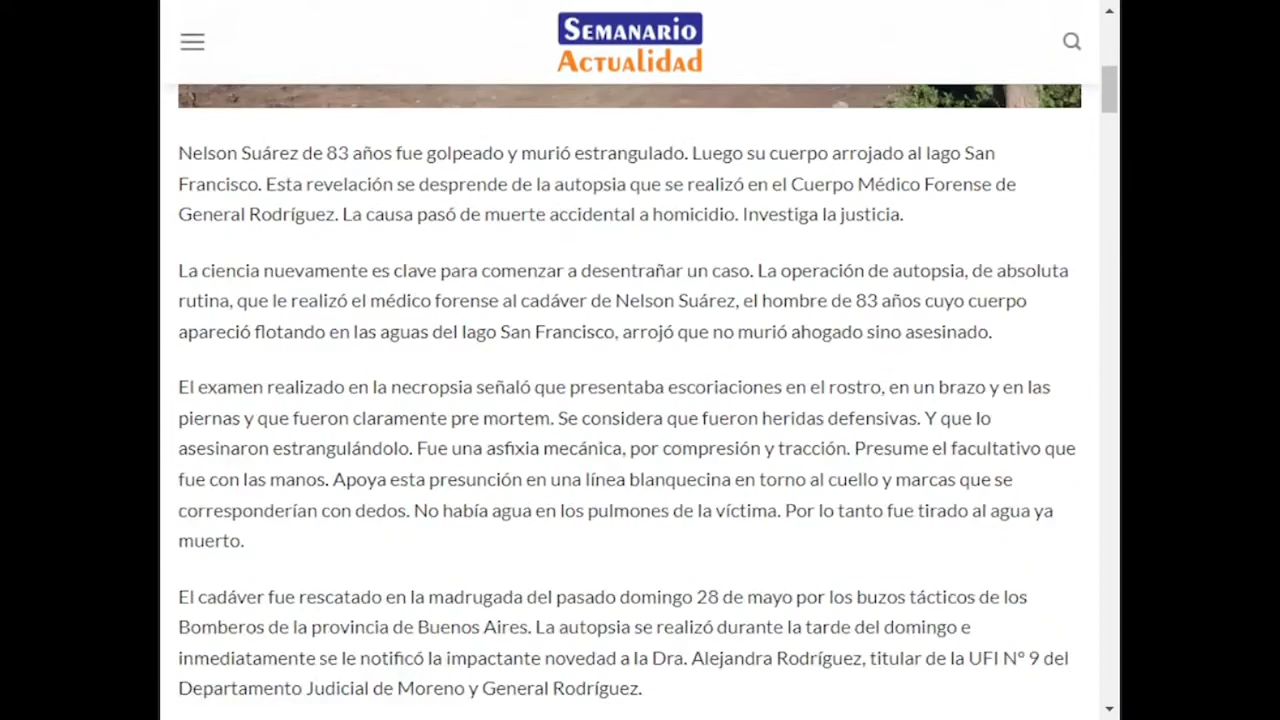 SEMANARIO
ACTUALIDAD
Nelson Suárez de 83 años fue golpeado y murió estrangulado. Luego su cuerpo arrojado al lago San
Francisco. Esta revelación se desprende de la autopsia que se realizó en el Cuerpo Médico Forense de
General Rodríguez. La causa pasó de muerte accidental a homicidio. Investiga la justicia.
La ciencia nuevamente es clave para comenzar a desentrañar un caso. La operación de autopsia, de absoluta
rutina, que le realizó el médico forense al cadáver de Nelson Suárez, el hombre de 83 años cuyo cuerpo
apareció flotando en las aguas del lago San Francisco, arrojó que no murió ahogado sino asesinado.
El examen realizado en la necropsia señaló que presentaba escoriaciones en el rostro, en un brazo y en las
piernas y que fueron claramente pre mortem. Se considera que fueron heridas defensivas. Y que lo
asesinaron estrangulándolo. Fue una asfixia mecánica, por compresión y tracción. Presume el facultativo que
fue con las manos. Apoya esta presunción en una línea blanquecina en torno al cuello y marcas que se
corresponderían con dedos. No había agua en los pulmones de la víctima. Por lo tanto fue tirado al agua ya
muerto.
El cadáver fue rescatado en la madrugada del pasado domingo 28 de mayo por los buzos tácticos de los
Bomberos de la provincia de Buenos Aires. La autopsia se realizó durante la tarde del domingo e
inmediatamente se le notificó la impactante novedad a la Dra. Alejandra Rodríguez, titular de la UFI N° 9 del
Departamento Judicial de Moreno y General Rodríguez.